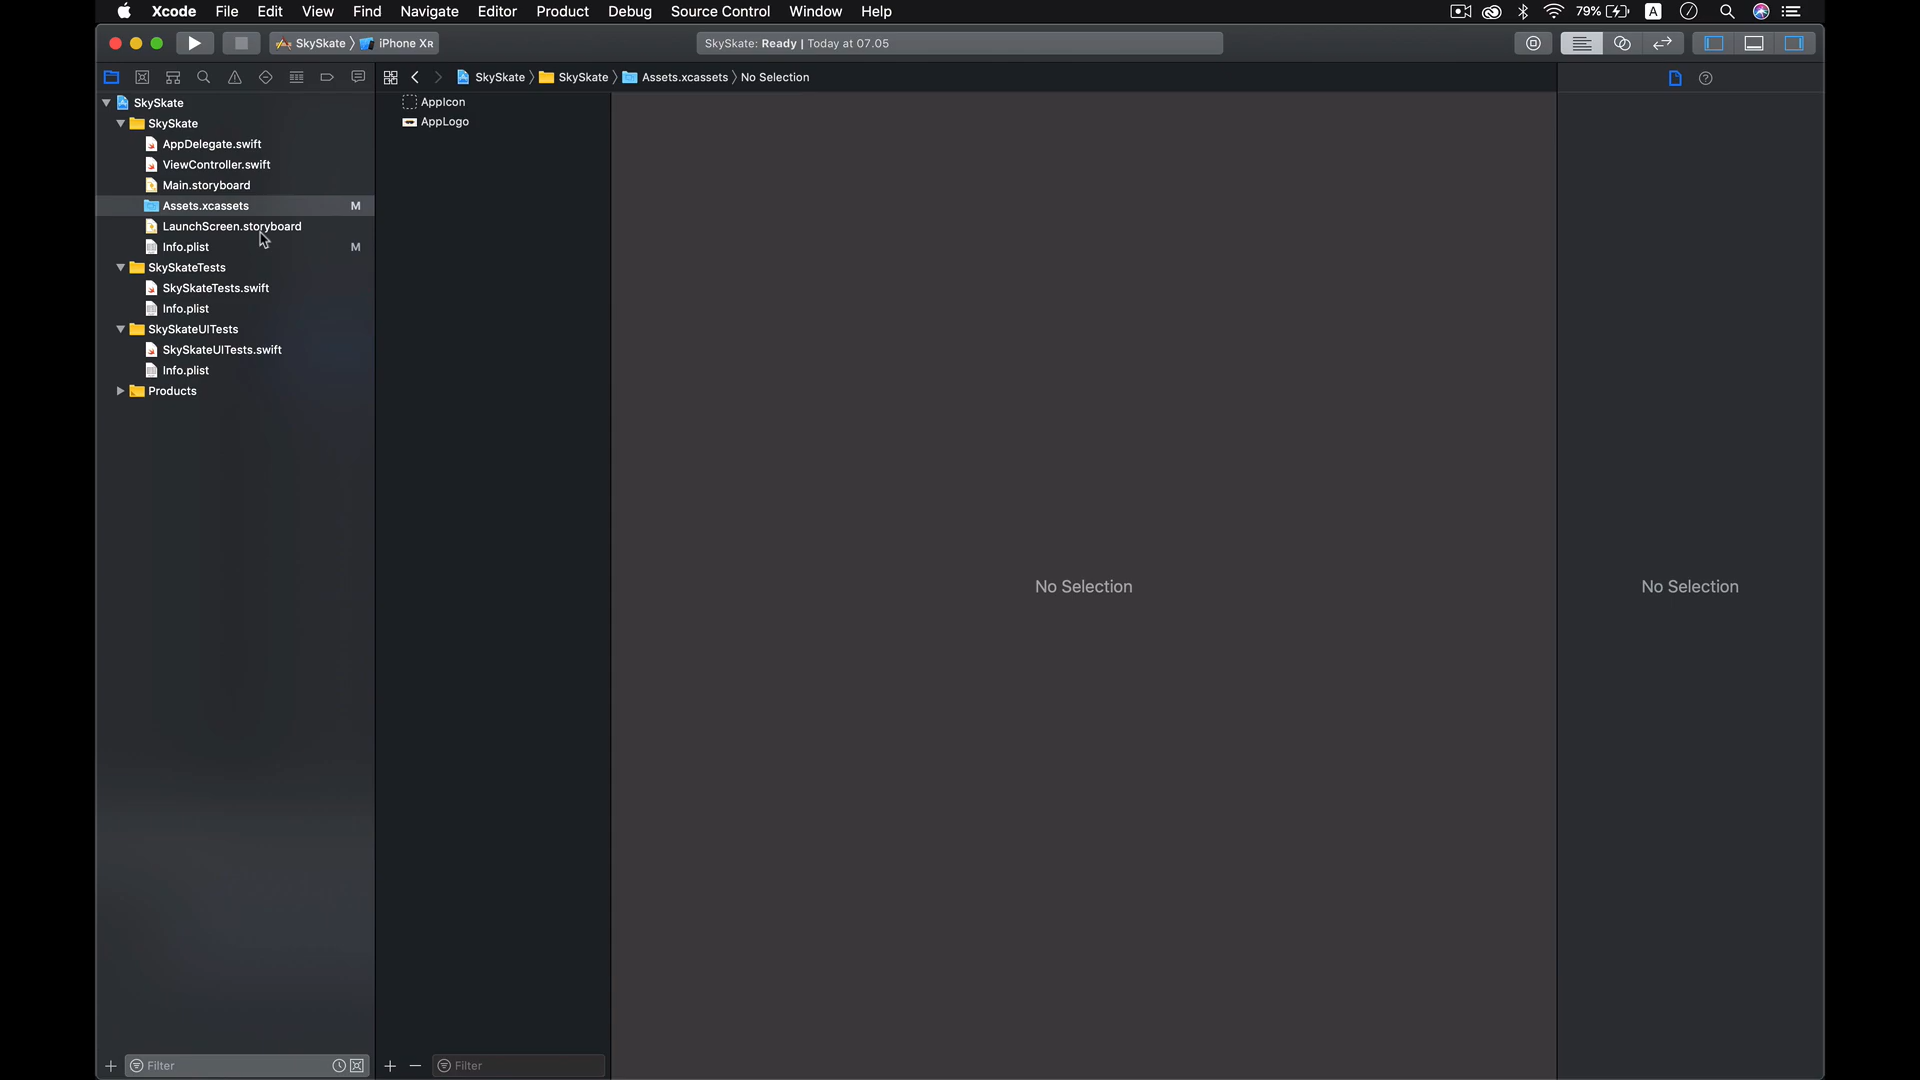 Xcode File Edit View Find Navigate Editor Product Debug Source Control Window Help 79% A
SkySkate iPhone XR SkySkate: Ready | Today at 07.05
SkySkate SkySkate Assets.xcassets No Selection
SkySkate
SkySkate
AppDelegate.swift
ViewController.swift
Main.storyboard
Assets.xcassets M
LaunchScreen.storyboard
Info.plist M
SkySkateTests
SkySkateTests.swift
Info.plist
SkySkateUITests
SkySkateUITests.swift
Info.plist
Products
AppIcon
AppLogo
No Selection
No Selection
Filter
Filter